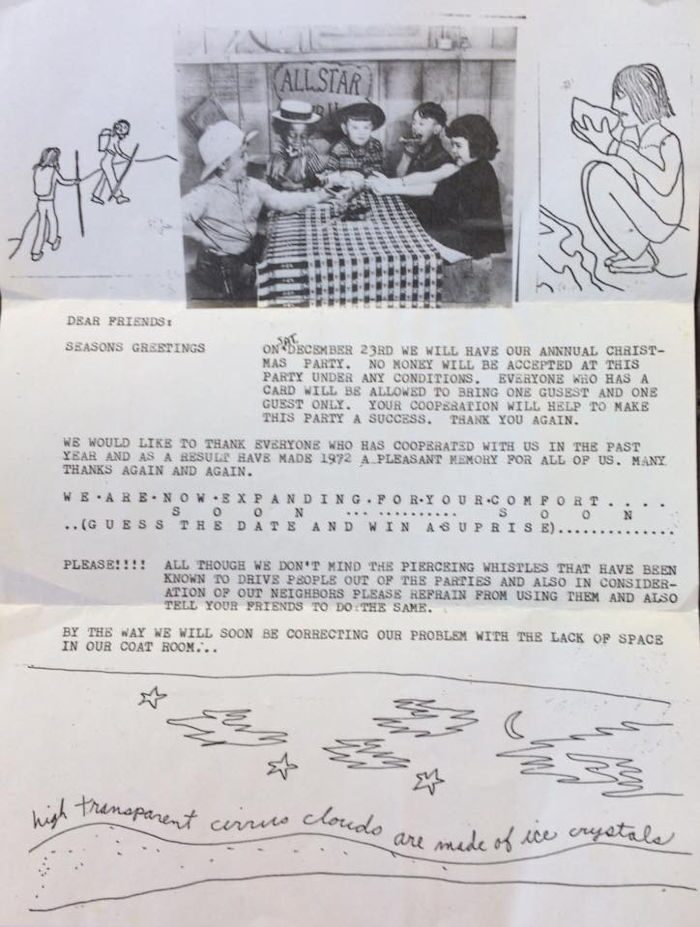 ALL STAR
DEAR FRIENDS:
SEASONS GREETINGS
ON SAT. DECEMBER 23RD WE WILL HAVE OUR ANNNUAL CHRIST-
MAS PARTY. NO MONEY WILL BE ACCEPTED AT THIS
PARTY UNDER ANY CONDITIONS. EVERYONE WHO HAS A
CARD WILL BE ALLOWED TO BRING ONE GUSEST AND ONE
GUEST ONLY. YOUR COOPERATION WILL HELP TO MAKE
THIS PARTY A SUCCESS. THANK YOU AGAIN.
WE WOULD LIKE TO THANK EVERYONE WHO HAS COOPERATED WITH US IN THE PAST
YEAR AND AS A RESULT HAVE MADE 1972 A PLEASANT MEMORY FOR ALL OF US. MANY
THANKS AGAIN AND AGAIN.
W E • A R E • N O W • E X P A N D I N G . F O R • Y O U R • C O M F O R T . . . .
S O O N ... .......... S O O N
..(G U E S S T H E D A T E A N D W I N A S U P R I S E)..............
PLEASE!!!! ALL THOUGH WE DON'T MIND THE PIERCEING WHISTLES THAT HAVE BEEN
KNOWN TO DRIVE PEOPLE OUT OF THE PARTIES AND ALSO IN CONSIDER-
ATION OF OUT NEIGHBORS PLEASE REFRAIN FROM USING THEM AND ALSO
TELL YOUR FRIENDS TO DO THE SAME.
BY THE WAY WE WILL SOON BE CORRECTING OUR PROBLEM WITH THE LACK OF SPACE
IN OUR COAT ROOM...
high transparent cirrus clouds are made of ice crystals